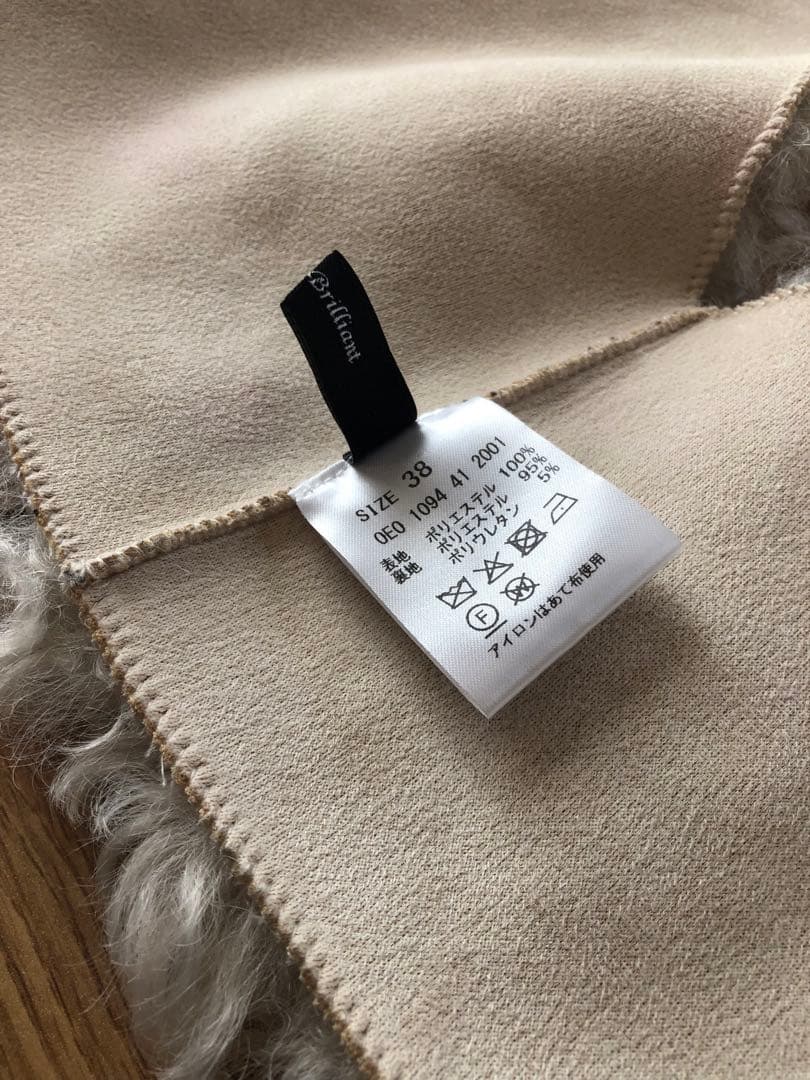 Brilliant
SIZE 38
0E0 1094 41 2001
表地 ポリエステル 100%
裏地 ポリエステル 95%
ポリウレタン 5%
F
アイロンはあて布使用